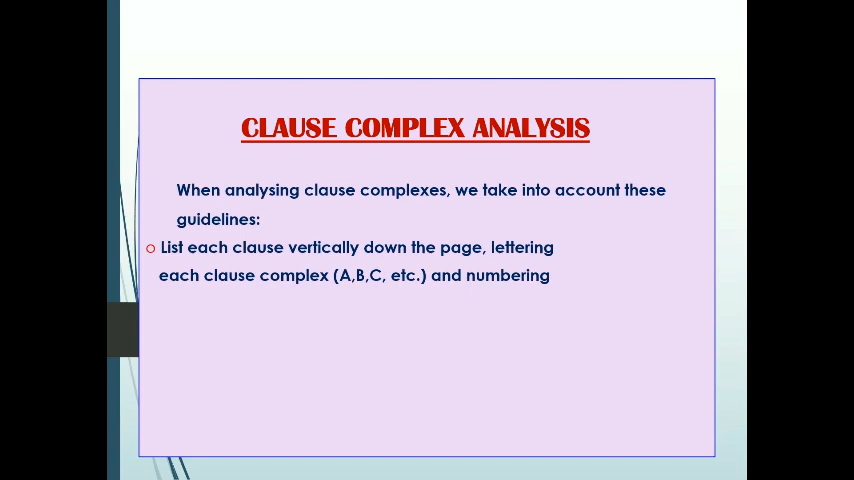 CLAUSE COMPLEX ANALYSIS
When analysing clause complexes, we take into account these
guidelines:
List each clause vertically down the page, lettering
each clause complex (A,B,C, etc.) and numbering